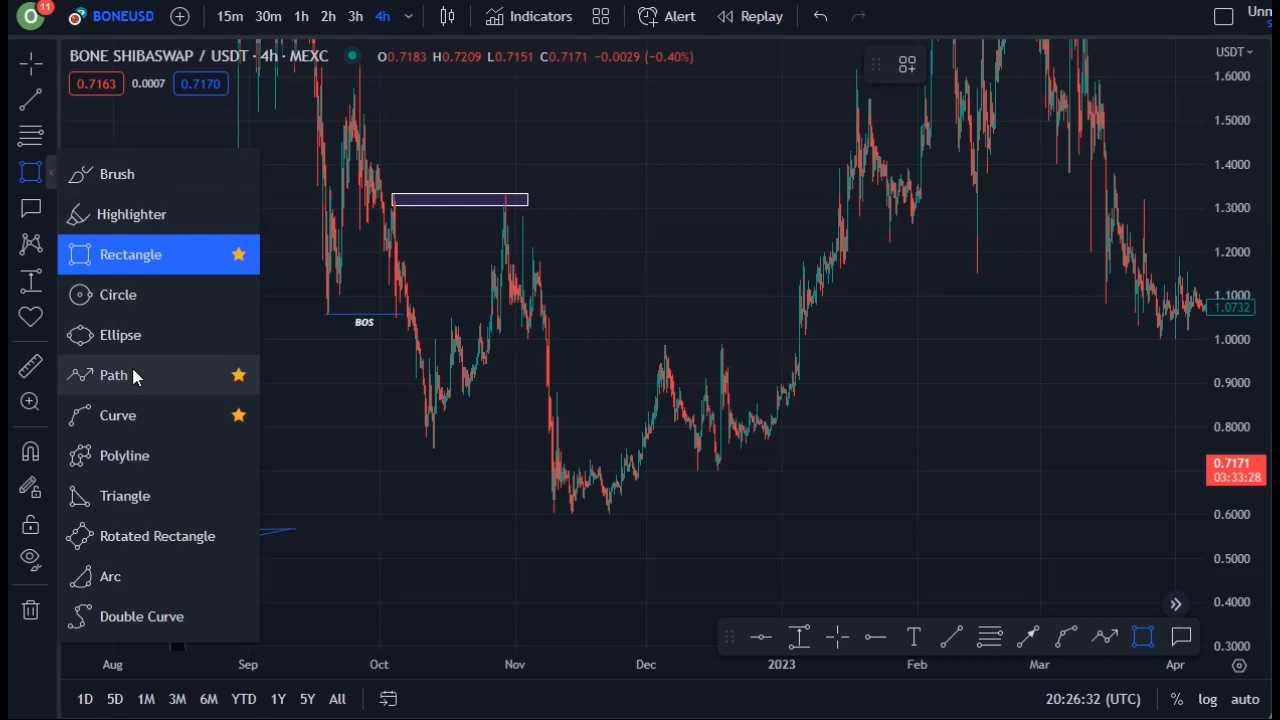 O 11 BONEUSD 15m 30m 1h 2h 3h 4h Indicators Alert Replay
BONE SHIBASWAP / USDT · 4h · MEXC O0.7183 H0.7209 L0.7151 C0.7171 -0.0029 (-0.40%)
0.7163 0.0007 0.7170
USDT
1.6000
1.5000
1.4000
1.3000
1.2000
1.1000
1.0732
1.0000
0.9000
0.8000
0.7171
03:33:28
0.6000
0.5000
0.4000
0.3000
Brush
Highlighter
Rectangle
Circle
Ellipse
Path
Curve
Polyline
Triangle
Rotated Rectangle
Arc
Double Curve
BOS
T
Aug Sep Oct Nov Dec 2023 Feb Mar Apr
1D 5D 1M 3M 6M YTD 1Y 5Y All 20:26:32 (UTC) % log auto